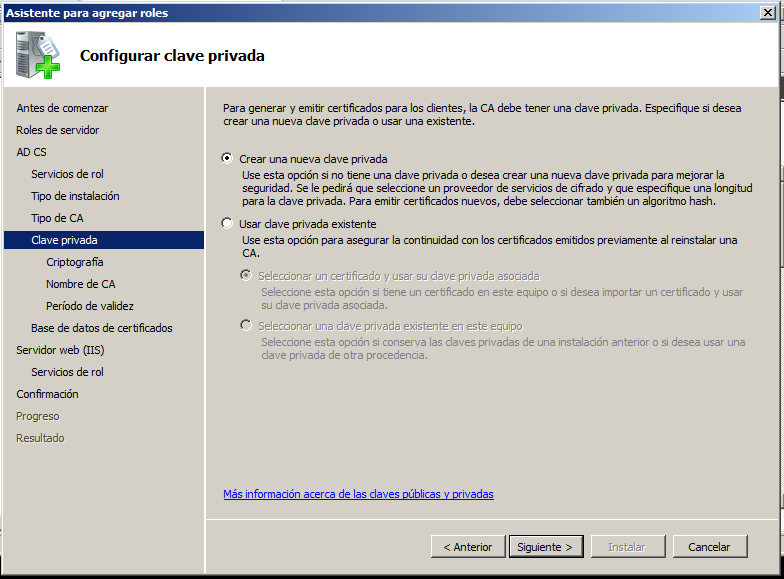 Asistente para agregar roles
Configurar clave privada
Antes de comenzar
Roles de servidor
AD CS
Servicios de rol
Tipo de instalación
Tipo de CA
Clave privada
Criptografía
Nombre de CA
Período de validez
Base de datos de certificados
Servidor web (IIS)
Servicios de rol
Confirmación
Progreso
Resultado
Para generar y emitir certificados para los clientes, la CA debe tener una clave privada. Especifique si desea
crear una nueva clave privada o usar una existente.
Crear una nueva clave privada
Use esta opción si no tiene una clave privada o desea crear una nueva clave privada para mejorar la
seguridad. Se le pedirá que seleccione un proveedor de servicios de cifrado y que especifique una longitud
para la clave privada. Para emitir certificados nuevos, debe seleccionar también un algoritmo hash.
Usar clave privada existente
Use esta opción para asegurar la continuidad con los certificados emitidos previamente al reinstalar una
CA.
Seleccionar un certificado y usar su clave privada asociada
Seleccione esta opción si tiene un certificado en este equipo o si desea importar un certificado y usar
su clave privada asociada.
Seleccionar una clave privada existente en este equipo
Seleccione esta opción si conserva las claves privadas de una instalación anterior o si desea usar una
clave privada de otra procedencia.
Más información acerca de las claves públicas y privadas
< Anterior
Siguiente >
Instalar
Cancelar